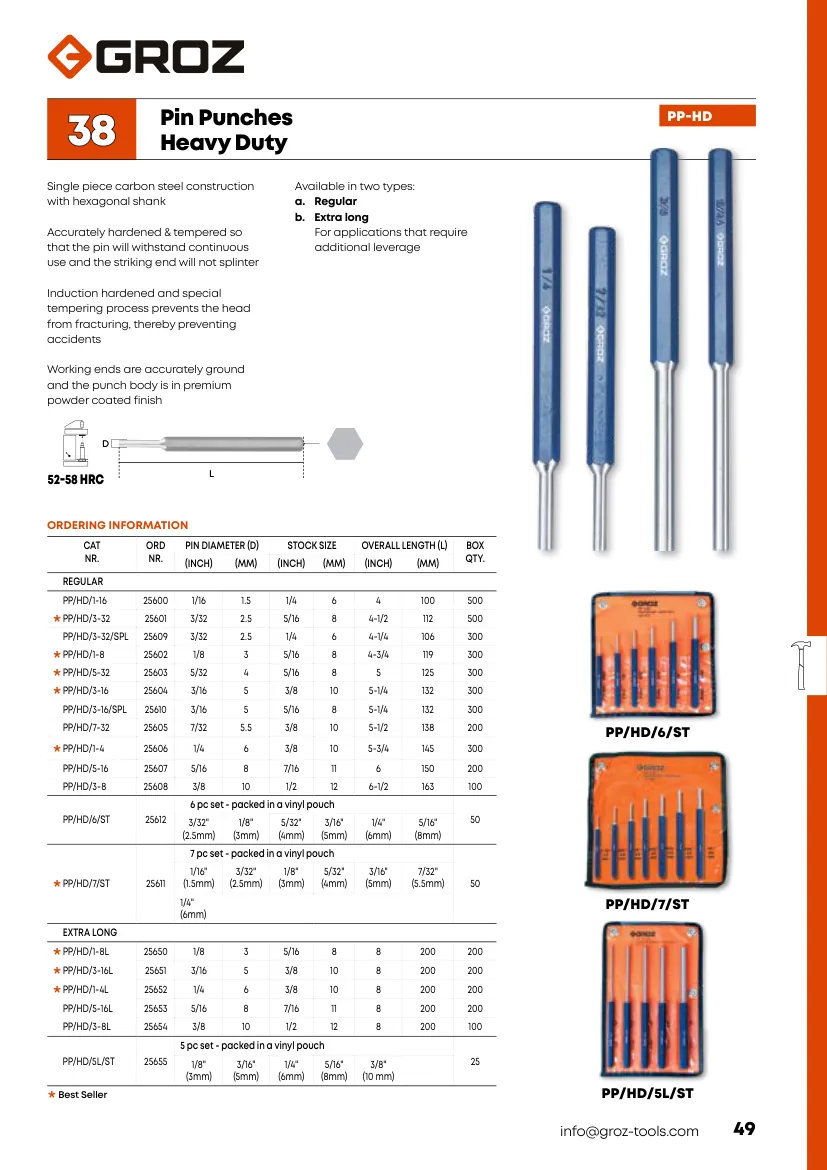 GROZ
38
Pin Punches
Heavy Duty
PP-HD
Single piece carbon steel construction
with hexagonal shank
Accurately hardened & tempered so
that the pin will withstand continuous
use and the striking end will not splinter
Induction hardened and special
tempering process prevents the head
from fracturing, thereby preventing
accidents
Working ends are accurately ground
and the punch body is in premium
powder coated finish
Available in two types:
a. Regular
b. Extra long
For applications that require
additional leverage
1/4
GROZ
7/32
GROZ
3/8
GROZ
5/16
GROZ
D
L
52-58 HRC
ORDERING INFORMATION
CAT NR. ORD NR. PIN DIAMETER (D) STOCK SIZE OVERALL LENGTH (L) BOX QTY.
(INCH) (MM) (INCH) (MM) (INCH) (MM)
REGULAR
PP/HD/1-16 25600 1/16 1.5 1/4 6 4 100 500
* PP/HD/3-32 25601 3/32 2.5 5/16 8 4-1/2 112 500
PP/HD/3-32/SPL 25609 3/32 2.5 1/4 6 4-1/4 106 300
* PP/HD/1-8 25602 1/8 3 5/16 8 4-3/4 119 300
* PP/HD/5-32 25603 5/32 4 5/16 8 5 125 300
* PP/HD/3-16 25604 3/16 5 3/8 10 5-1/4 132 300
PP/HD/3-16/SPL 25610 3/16 5 5/16 8 5-1/4 132 300
PP/HD/7-32 25605 7/32 5.5 3/8 10 5-1/2 138 200
* PP/HD/1-4 25606 1/4 6 3/8 10 5-3/4 145 300
PP/HD/5-16 25607 5/16 8 7/16 11 6 150 200
PP/HD/3-8 25608 3/8 10 1/2 12 6-1/2 163 100
6 pc set - packed in a vinyl pouch
PP/HD/6/ST 25612 3/32" 1/8" 5/32" 3/16" 1/4" 5/16" 50
(2.5mm) (3mm) (4mm) (5mm) (6mm) (8mm)
7 pc set - packed in a vinyl pouch
1/16" 3/32" 1/8" 5/32" 3/16" 7/32"
* PP/HD/7/ST 25611 (1.5mm) (2.5mm) (3mm) (4mm) (5mm) (5.5mm) 50
1/4"
(6mm)
EXTRA LONG
* PP/HD/1-8L 25650 1/8 3 5/16 8 8 200 200
* PP/HD/3-16L 25651 3/16 5 3/8 10 8 200 200
* PP/HD/1-4L 25652 1/4 6 3/8 10 8 200 200
PP/HD/5-16L 25653 5/16 8 7/16 11 8 200 200
PP/HD/3-8L 25654 3/8 10 1/2 12 8 200 100
5 pc set - packed in a vinyl pouch
PP/HD/5L/ST 25655 1/8" 3/16" 1/4" 5/16" 3/8" 25
(3mm) (5mm) (6mm) (8mm) (10 mm)
* Best Seller
GROZ
PP/HD/6/ST
GROZ
PP/HD/7/ST
GROZ
PP/HD/5L/ST
info@groz-tools.com
49